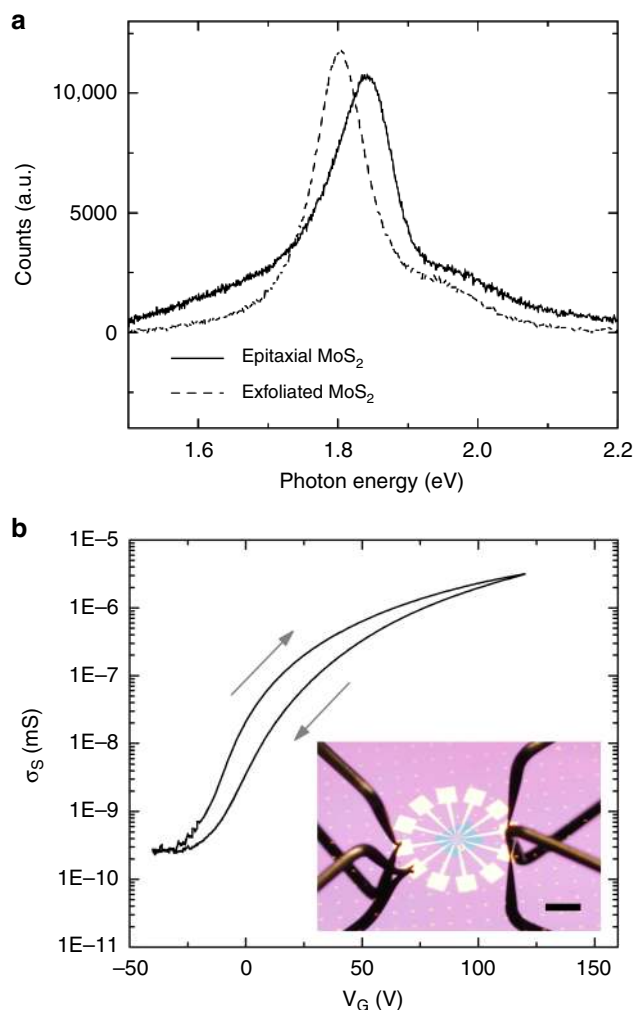 a
10,000
5000
0
Counts (a.u.)
Epitaxial MoS₂
Exfoliated MoS₂
1.6 1.8 2.0 2.2
Photon energy (eV)
b
1E–5
1E–6
1E–7
1E–8
1E–9
1E–10
1E–11
σS (mS)
–50 0 50 100 150
VG (V)